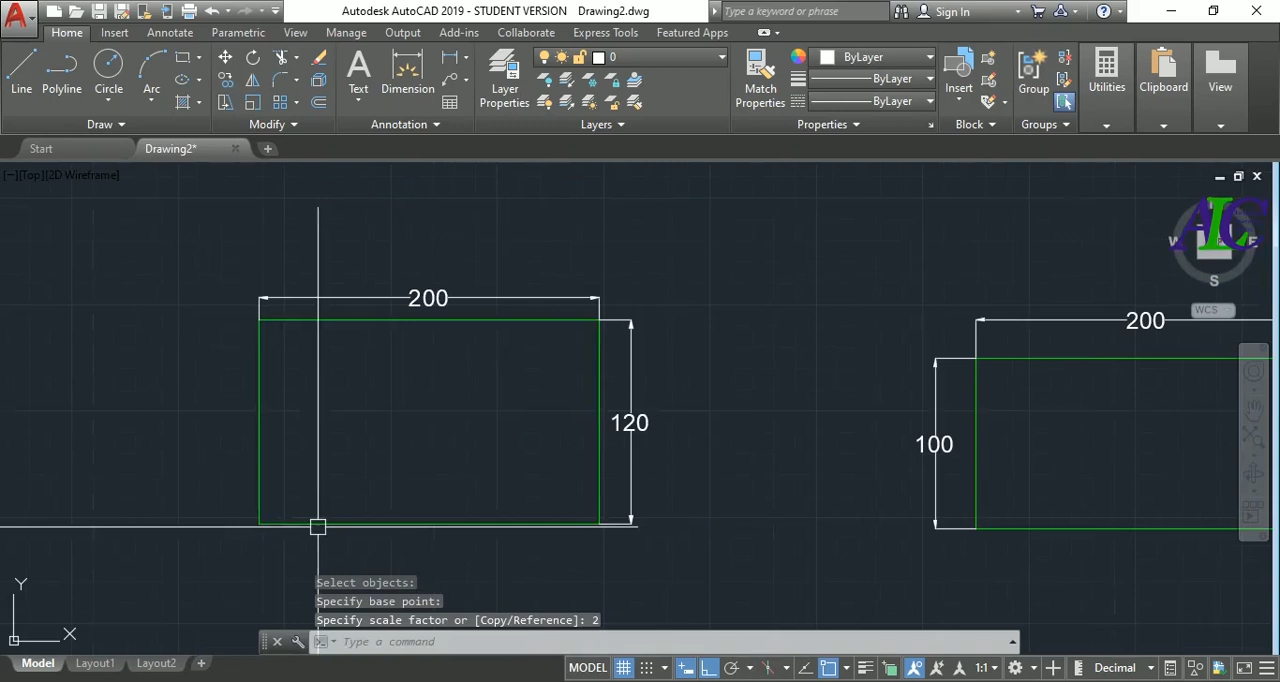 Autodesk AutoCAD 2019 - STUDENT VERSION Drawing2.dwg
Type a keyword or phrase
Sign In
Home Insert Annotate Parametric View Manage Output Add-ins Collaborate Express Tools Featured Apps
Line Polyline Circle Arc
Text Dimension
Layer Properties
0
Match Properties
ByLayer
ByLayer
ByLayer
Insert
Group
Utilities Clipboard View
Draw Modify Annotation Layers Properties Block Groups
Start Drawing2*
[−][Top][2D Wireframe]
ALC
W E
S
WCS
200
120
200
100
Y
X
Select objects:
Specify base point:
Specify scale factor or [Copy/Reference]: 2
Type a command
Model Layout1 Layout2 +
MODEL 1:1 Decimal